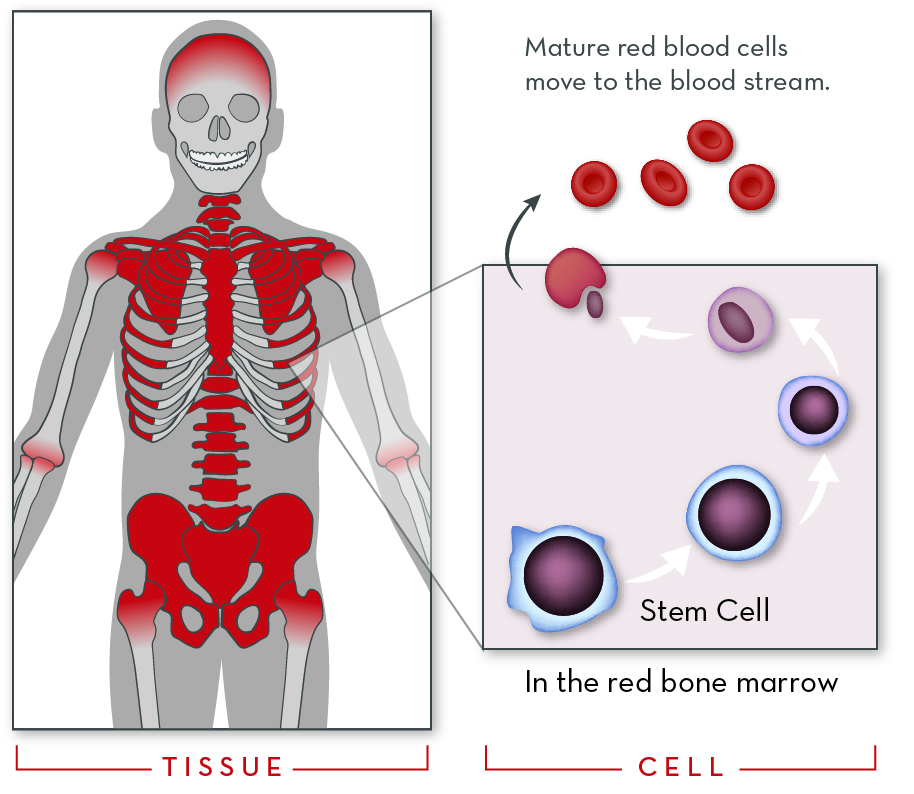 Mature red blood cells
move to the blood stream.
Stem Cell
In the red bone marrow
TISSUE
CELL